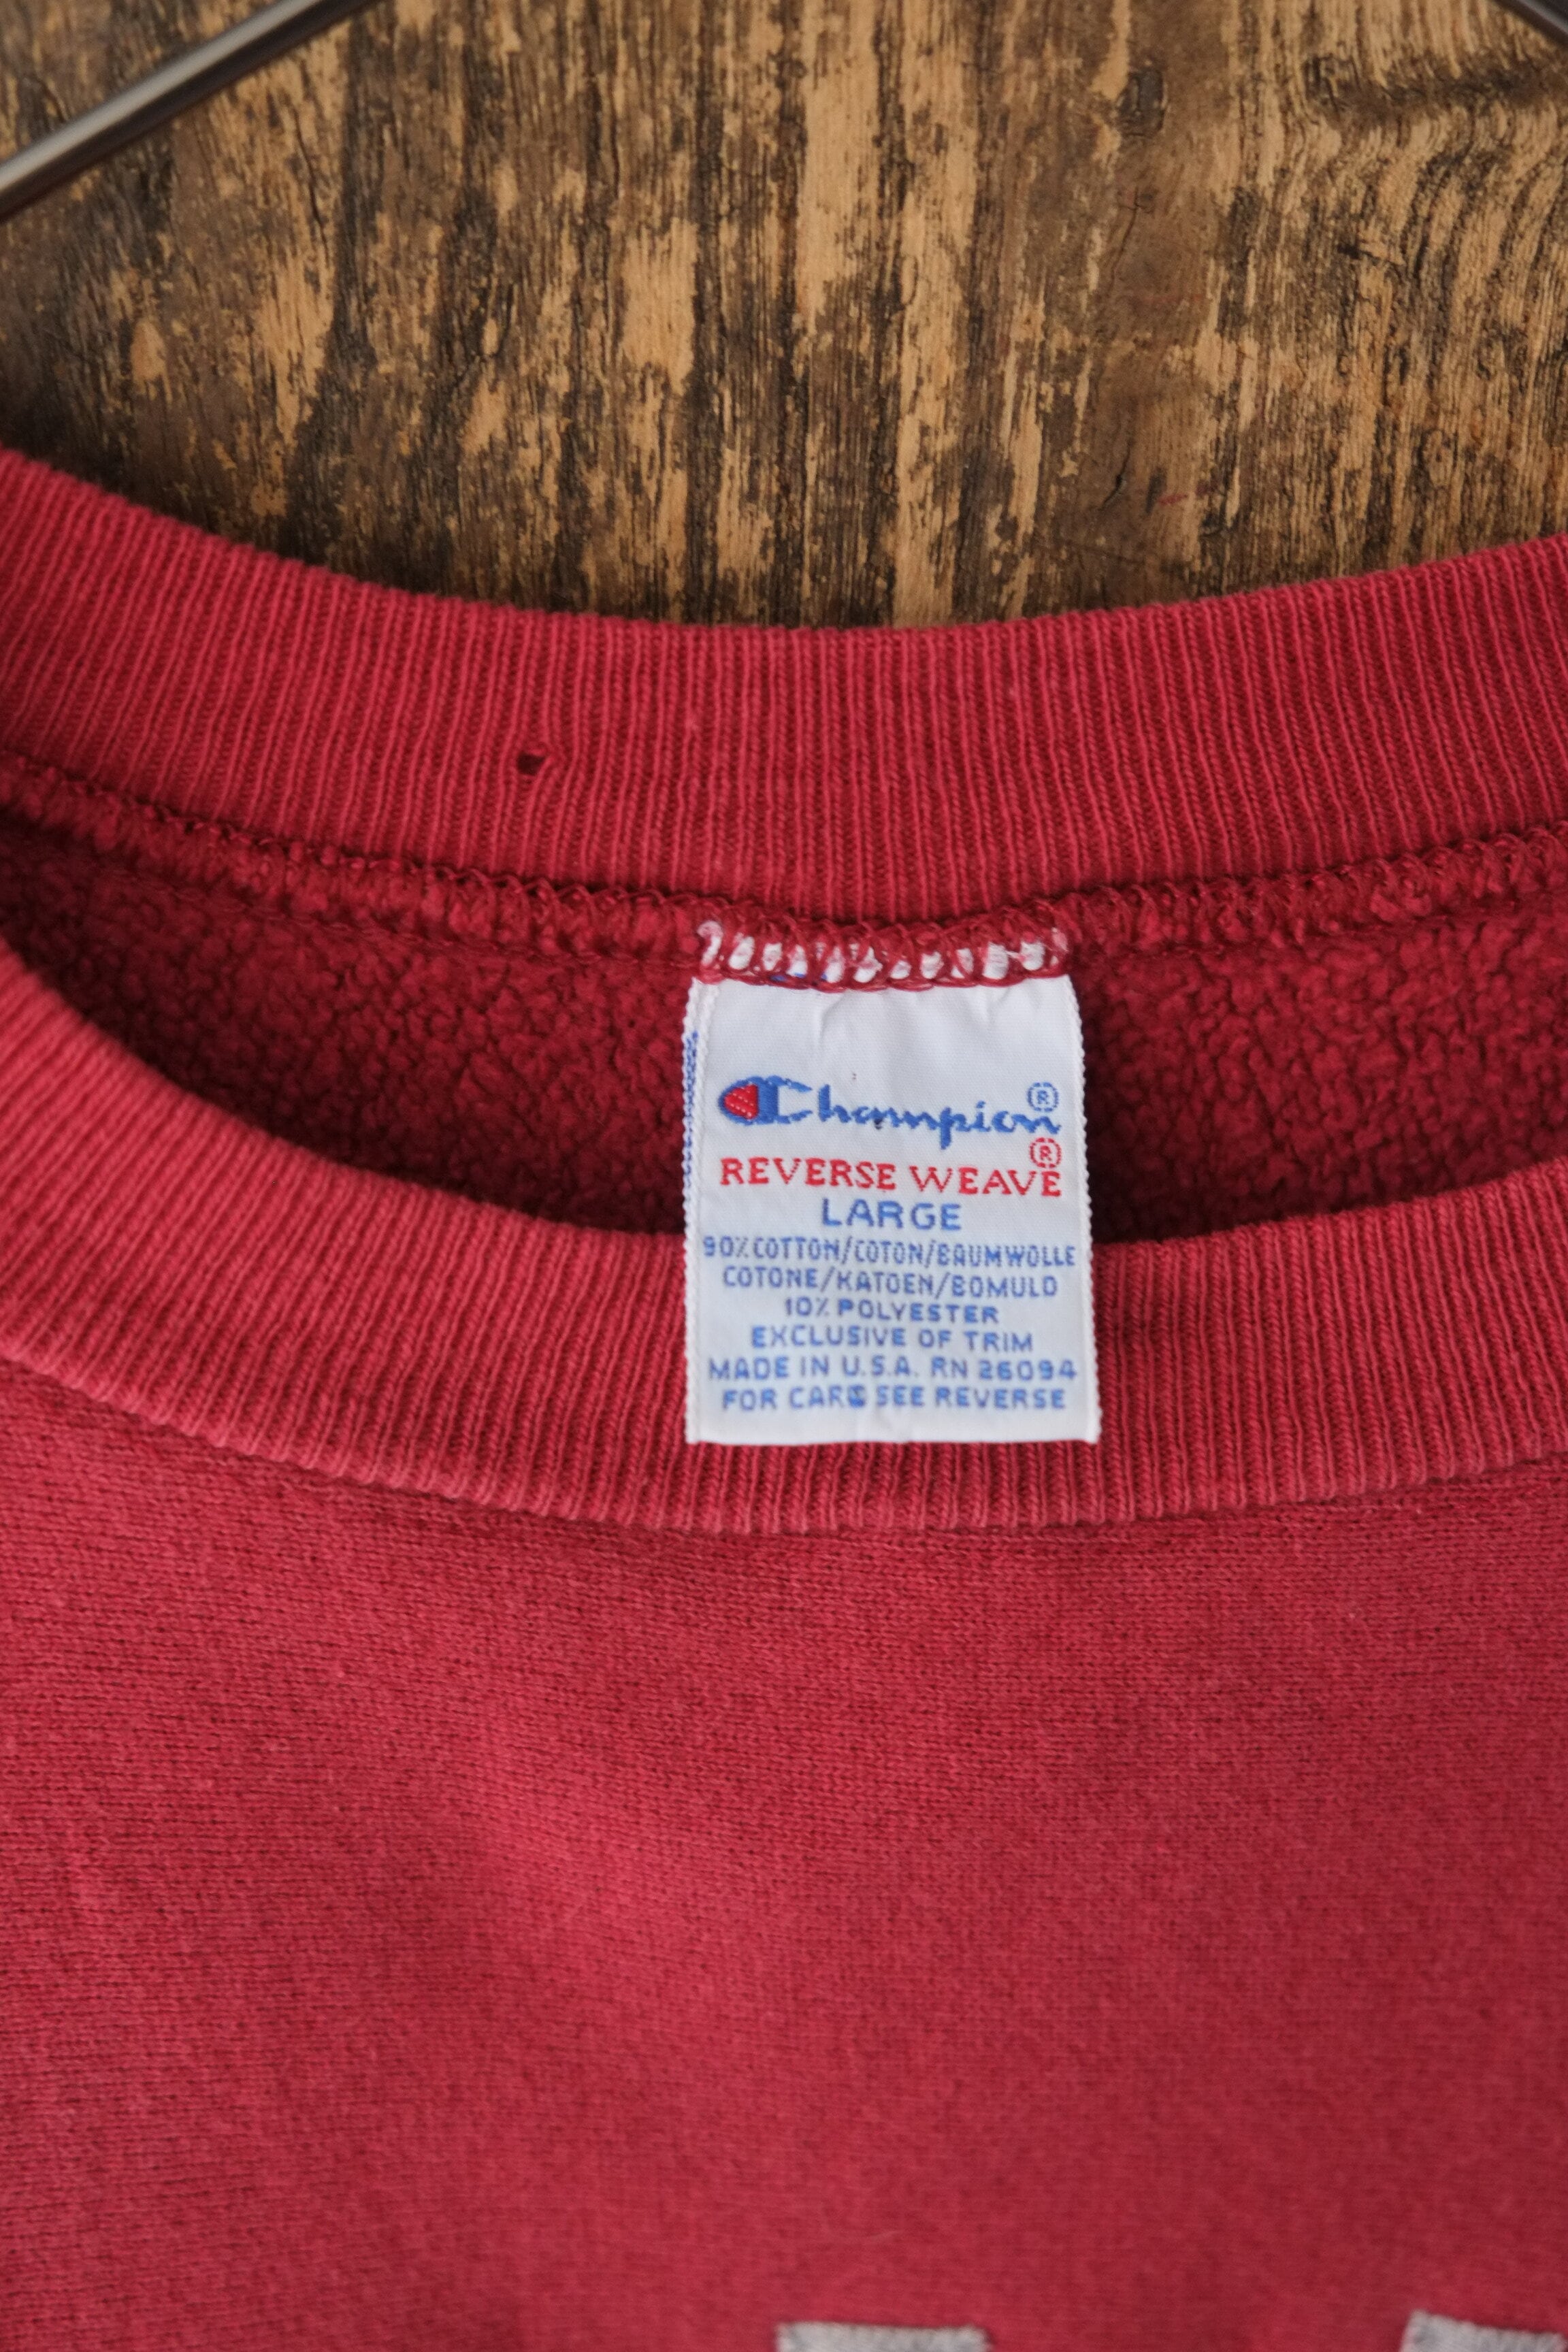 Champion®
REVERSE WEAVE®
LARGE
90% COTTON/COTON/BAUMWOLLE
COTONE/KATOEN/BOMULD
10% POLYESTER
EXCLUSIVE OF TRIM
MADE IN U.S.A. RN 26094
FOR CARE SEE REVERSE